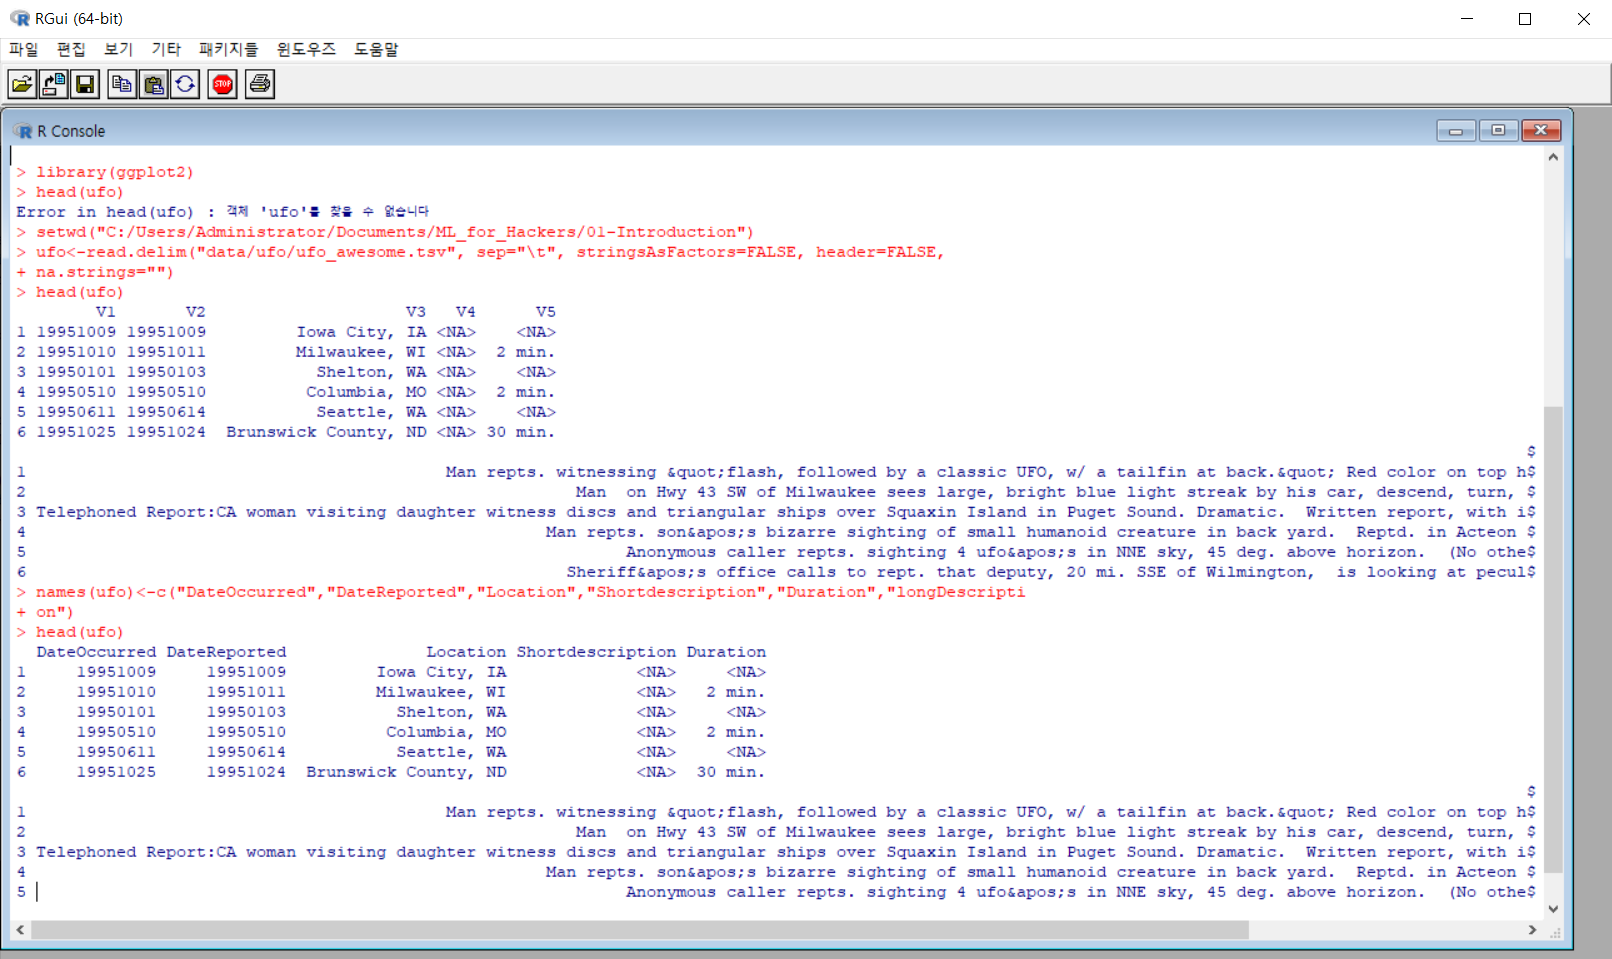 RGui (64-bit)
파일 편집 보기 기타 패키지들 윈도우즈 도움말
STOP
R Console
> library(ggplot2)
> head(ufo)
Error in head(ufo) : 객체 'ufo'를 찾을 수 없습니다
> setwd("C:/Users/Administrator/Documents/ML_for_Hackers/01-Introduction")
> ufo<-read.delim("data/ufo/ufo_awesome.tsv", sep="\t", stringsAsFactors=FALSE, header=FALSE,
+ na.strings="")
> head(ufo)
V1 V2 V3 V4 V5
1 19951009 19951009 Iowa City, IA <NA> <NA>
2 19951010 19951011 Milwaukee, WI <NA> 2 min.
3 19950101 19950103 Shelton, WA <NA> <NA>
4 19950510 19950510 Columbia, MO <NA> 2 min.
5 19950611 19950614 Seattle, WA <NA> <NA>
6 19951025 19951024 Brunswick County, ND <NA> 30 min.
$
1 Man repts. witnessing &quot;flash, followed by a classic UFO, w/ a tailfin at back.&quot; Red color on top h$
2 Man  on Hwy 43 SW of Milwaukee sees large, bright blue light streak by his car, descend, turn, $
3 Telephoned Report:CA woman visiting daughter witness discs and triangular ships over Squaxin Island in Puget Sound. Dramatic.  Written report, with i$
4 Man repts. son&apos;s bizarre sighting of small humanoid creature in back yard.  Reptd. in Acteon $
5 Anonymous caller repts. sighting 4 ufo&apos;s in NNE sky, 45 deg. above horizon.  (No othe$
6 Sheriff&apos;s office calls to rept. that deputy, 20 mi. SSE of Wilmington,  is looking at pecul$
> names(ufo)<-c("DateOccurred","DateReported","Location","Shortdescription","Duration","longDescripti
+ on")
> head(ufo)
DateOccurred DateReported Location Shortdescription Duration
1 19951009 19951009 Iowa City, IA <NA> <NA>
2 19951010 19951011 Milwaukee, WI <NA> 2 min.
3 19950101 19950103 Shelton, WA <NA> <NA>
4 19950510 19950510 Columbia, MO <NA> 2 min.
5 19950611 19950614 Seattle, WA <NA> <NA>
6 19951025 19951024 Brunswick County, ND <NA> 30 min.
$
1 Man repts. witnessing &quot;flash, followed by a classic UFO, w/ a tailfin at back.&quot; Red color on top h$
2 Man  on Hwy 43 SW of Milwaukee sees large, bright blue light streak by his car, descend, turn, $
3 Telephoned Report:CA woman visiting daughter witness discs and triangular ships over Squaxin Island in Puget Sound. Dramatic.  Written report, with i$
4 Man repts. son&apos;s bizarre sighting of small humanoid creature in back yard.  Reptd. in Acteon $
5 Anonymous caller repts. sighting 4 ufo&apos;s in NNE sky, 45 deg. above horizon.  (No othe$